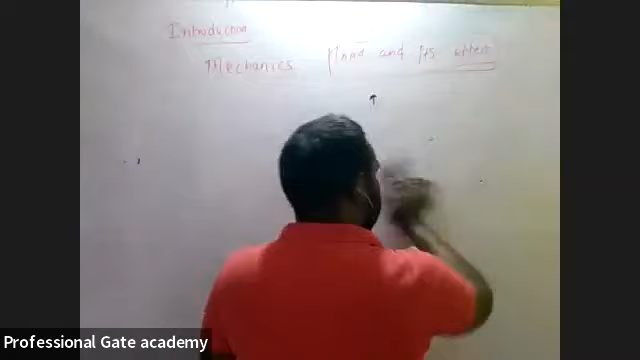 Introduction
Mechanics load and its effect
Professional Gate academy